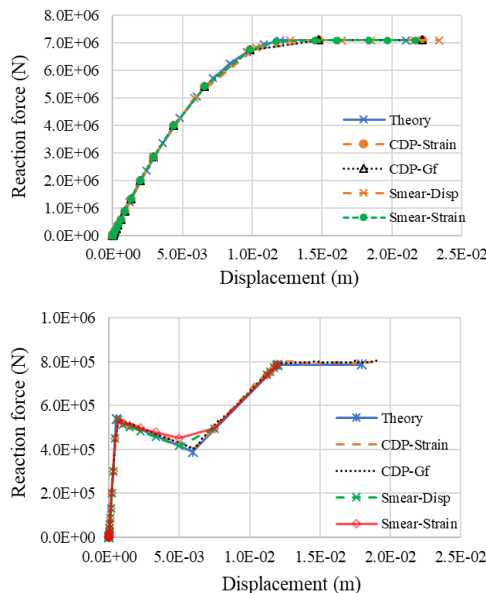 8.0E+06
7.0E+06
6.0E+06
5.0E+06
4.0E+06
3.0E+06
2.0E+06
1.0E+06
0.0E+00
Reaction force (N)
Theory
CDP-Strain
CDP-Gf
Smear-Disp
Smear-Strain
0.0E+00 5.0E-03 1.0E-02 1.5E-02 2.0E-02 2.5E-02
Displacement (m)
1.0E+06
8.0E+05
6.0E+05
4.0E+05
2.0E+05
0.0E+00
Reaction force (N)
Theory
CDP-Strain
CDP-Gf
Smear-Disp
Smear-Strain
0.0E+00 5.0E-03 1.0E-02 1.5E-02 2.0E-02 2.5E-02
Displacement (m)